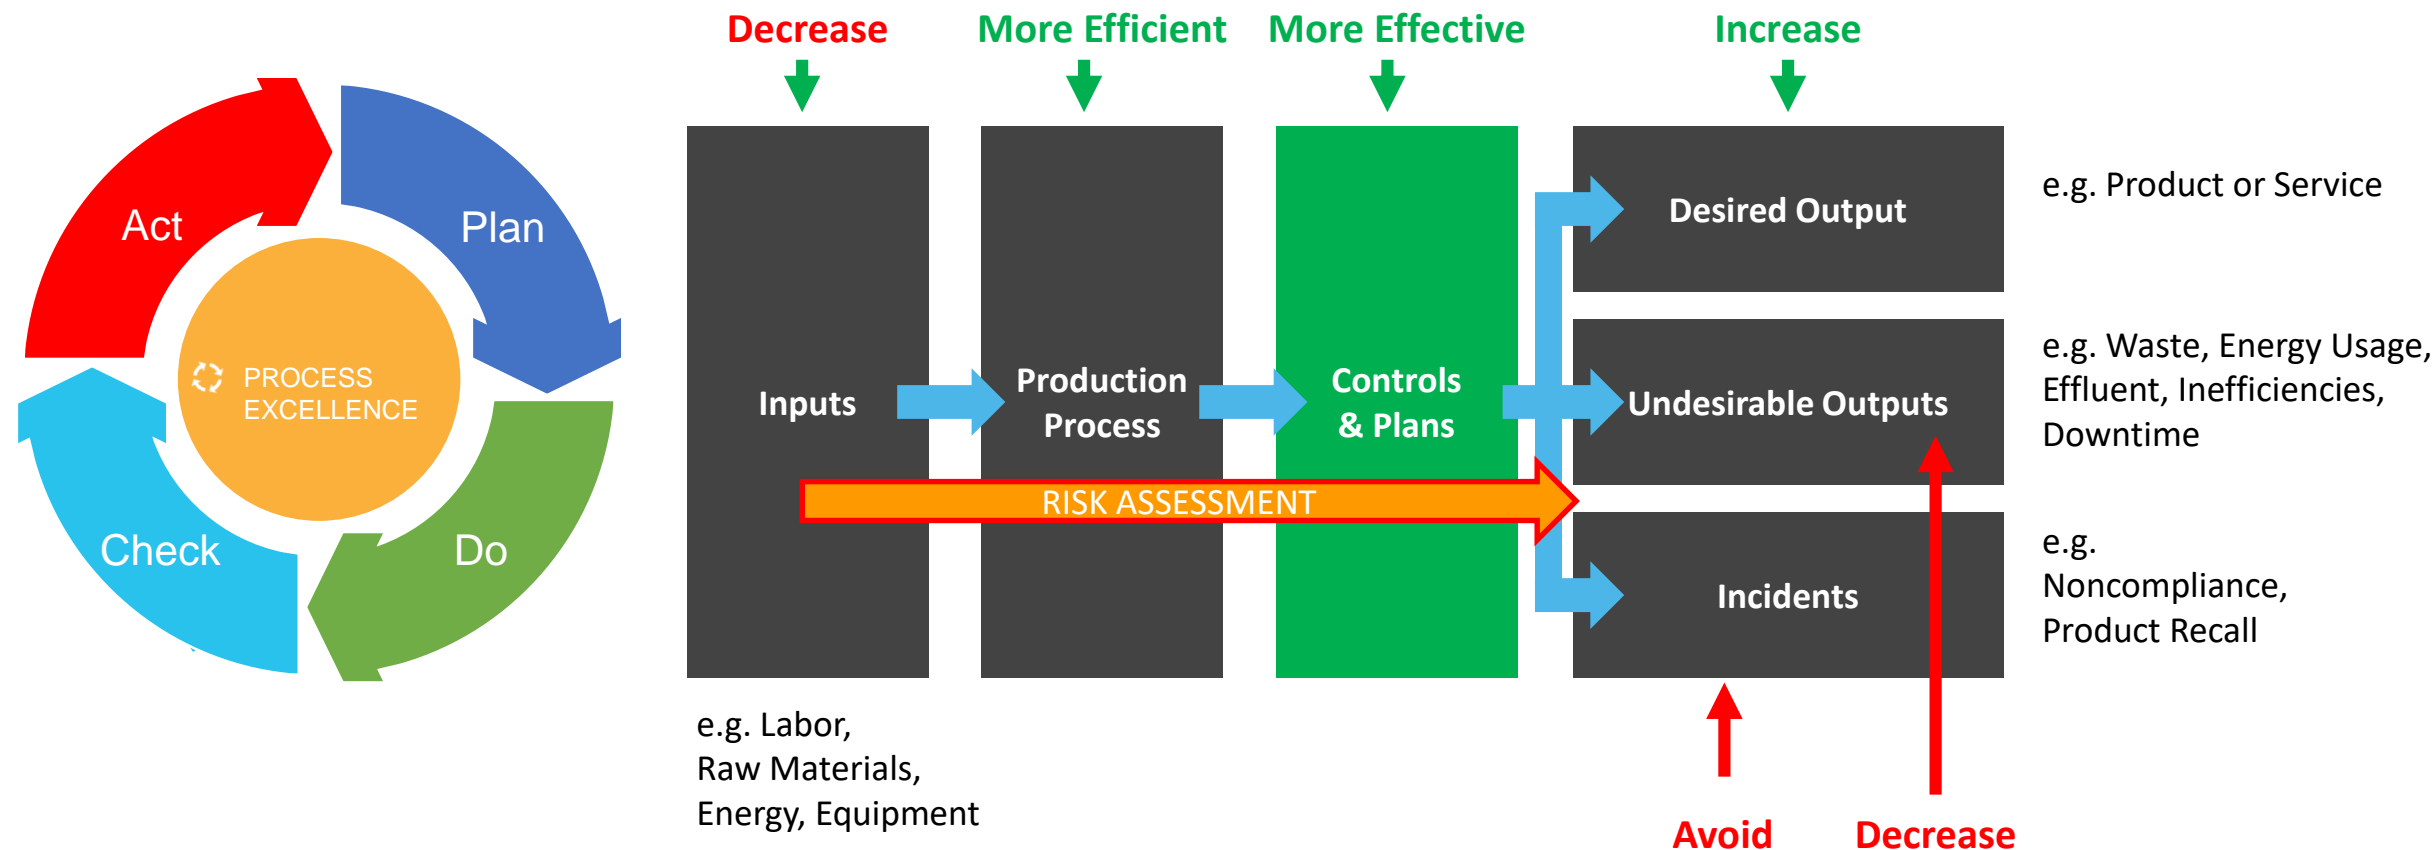 Decrease
More Efficient
More Effective
Increase
Act
Plan
PROCESS
EXCELLENCE
Check
Do
Inputs
Production
Process
Controls
& Plans
Desired Output
Undesirable Outputs
Incidents
RISK ASSESSMENT
e.g. Product or Service
e.g. Waste, Energy Usage,
Effluent, Inefficiencies,
Downtime
e.g.
Noncompliance,
Product Recall
e.g. Labor,
Raw Materials,
Energy, Equipment
Avoid
Decrease